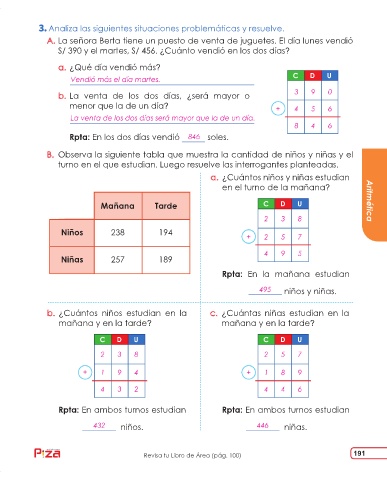 3. Analiza las siguientes situaciones problemáticas y resuelve.
A. La señora Berta tiene un puesto de venta de juguetes. El día lunes vendió
S/ 390 y el martes, S/ 456. ¿Cuánto vendió en los dos días?
a. ¿Qué día vendió más?
Vendió más el día martes.
b. La venta de los dos días, ¿será mayor o
menor que la de un día?
La venta de los dos días será mayor que la de un día.
Rpta: En los dos días vendió 846 soles.
C D U
3 9 0
+ 4 5 6
8 4 6
B. Observa la siguiente tabla que muestra la cantidad de niños y niñas y el
turno en el que estudian. Luego resuelve las interrogantes planteadas.
Mañana Tarde
Niños 238 194
Niñas 257 189
a. ¿Cuántos niños y niñas estudian
en el turno de la mañana?
C D U
2 3 8
+ 2 5 7
4 9 5
Rpta: En la mañana estudian
495 niños y niñas.
b. ¿Cuántos niños estudian en la
mañana y en la tarde?
C D U
2 3 8
+ 1 9 4
4 3 2
Rpta: En ambos turnos estudian
432 niños.
c. ¿Cuántas niñas estudian en la
mañana y en la tarde?
C D U
2 5 7
+ 1 8 9
4 4 6
Rpta: En ambos turnos estudian
446 niñas.
Aritmética
Revisa tu Libro de Área (pág. 100)
191